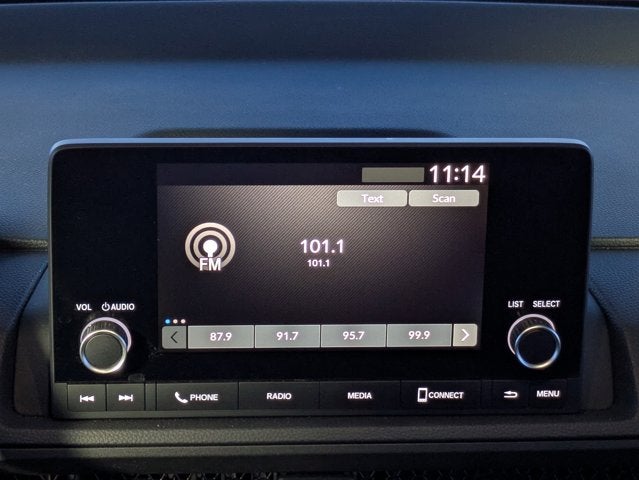 11:14
Text Scan
FM
101.1
101.1
VOL AUDIO
LIST SELECT
87.9 91.7 95.7 99.9
PHONE RADIO MEDIA CONNECT MENU